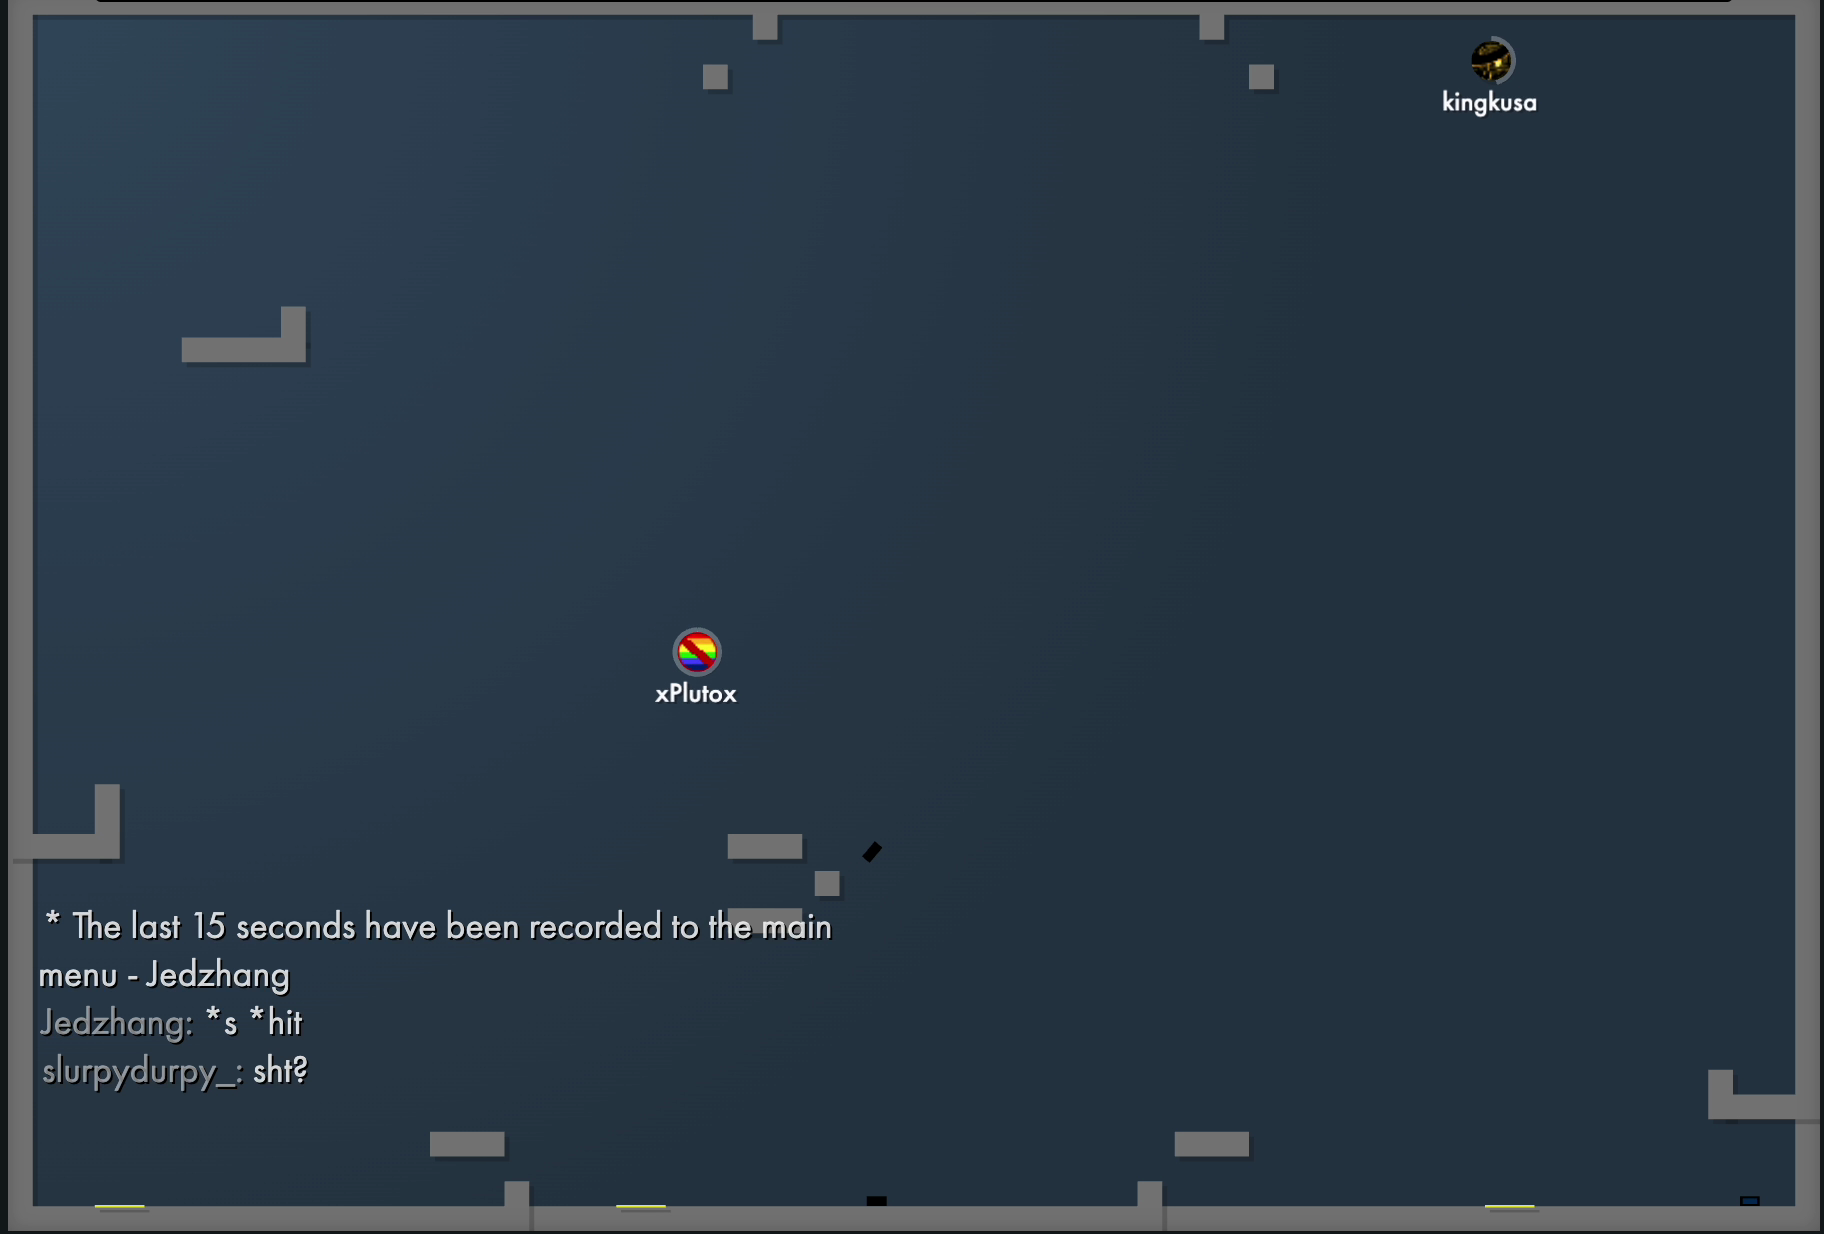 kingkusa
xPlutox
* The last 15 seconds have been recorded to the main
menu - Jedzhang
Jedzhang: *s *hit
slurpydurpy_: sht?